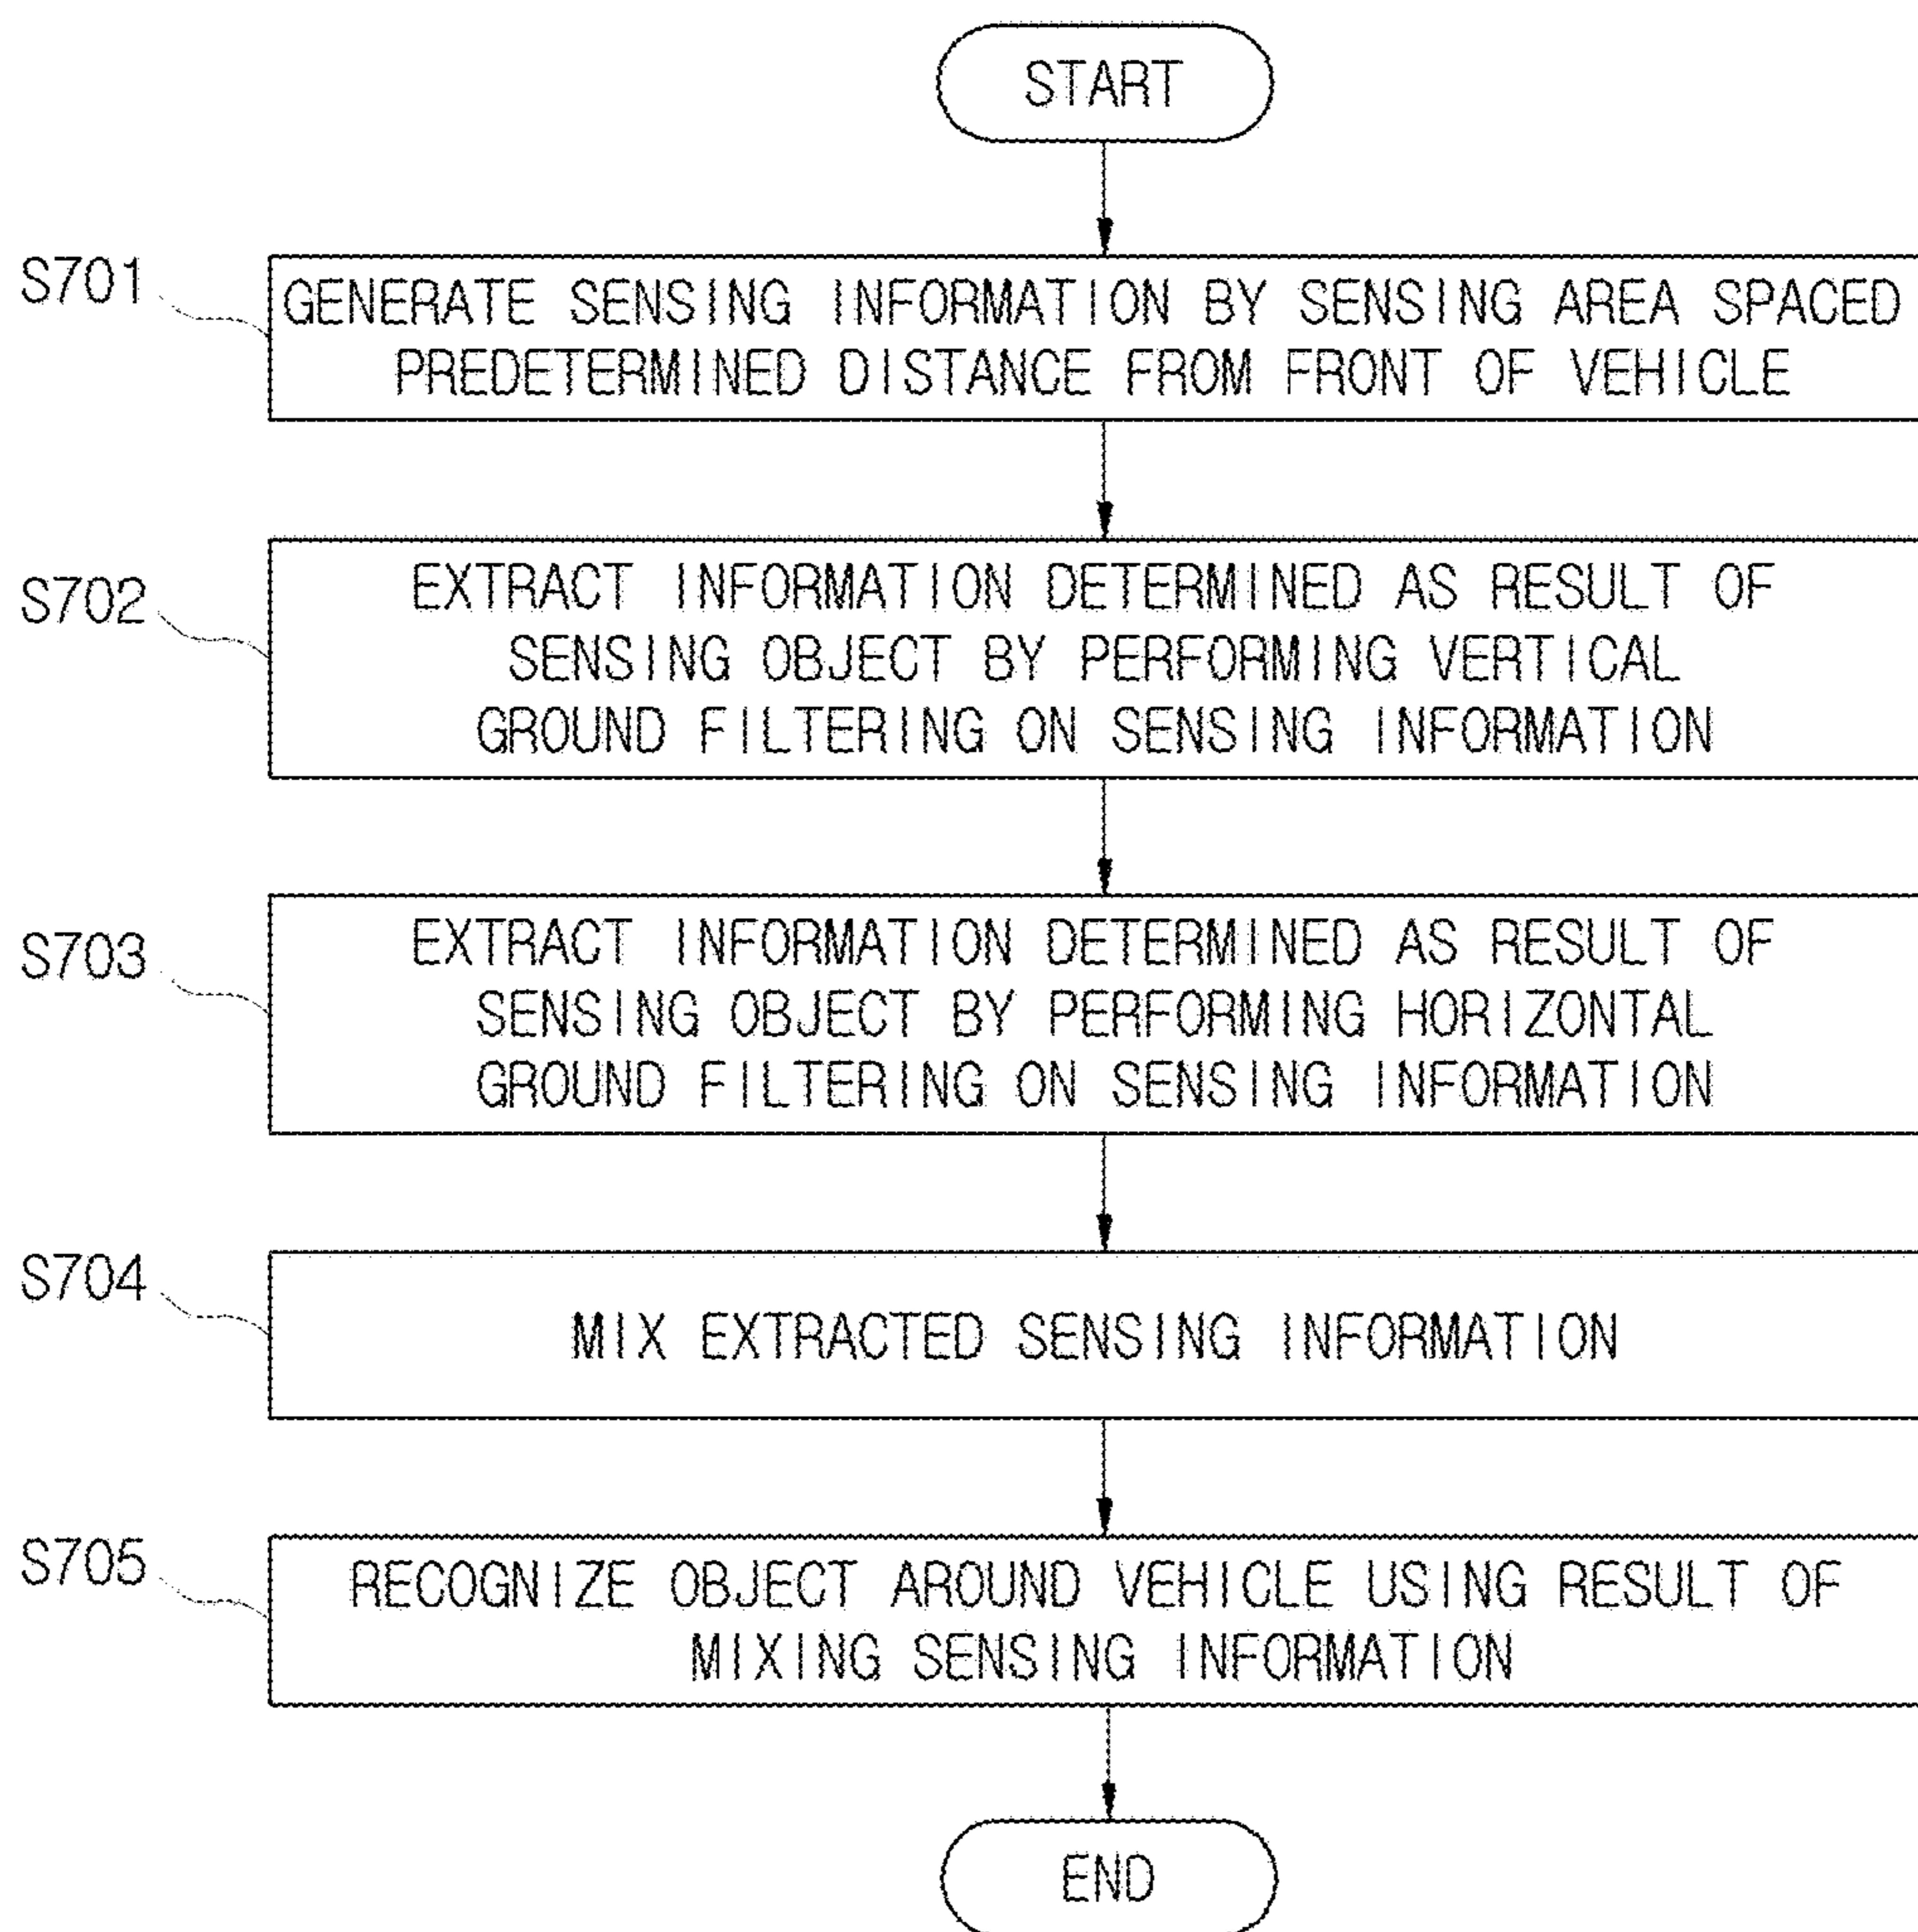 START
S701
GENERATE SENSING INFORMATION BY SENSING AREA SPACED
PREDETERMINED DISTANCE FROM FRONT OF VEHICLE
S702
EXTRACT INFORMATION DETERMINED AS RESULT OF
SENSING OBJECT BY PERFORMING VERTICAL
GROUND FILTERING ON SENSING INFORMATION
S703
EXTRACT INFORMATION DETERMINED AS RESULT OF
SENSING OBJECT BY PERFORMING HORIZONTAL
GROUND FILTERING ON SENSING INFORMATION
S704
MIX EXTRACTED SENSING INFORMATION
S705
RECOGNIZE OBJECT AROUND VEHICLE USING RESULT OF
MIXING SENSING INFORMATION
END